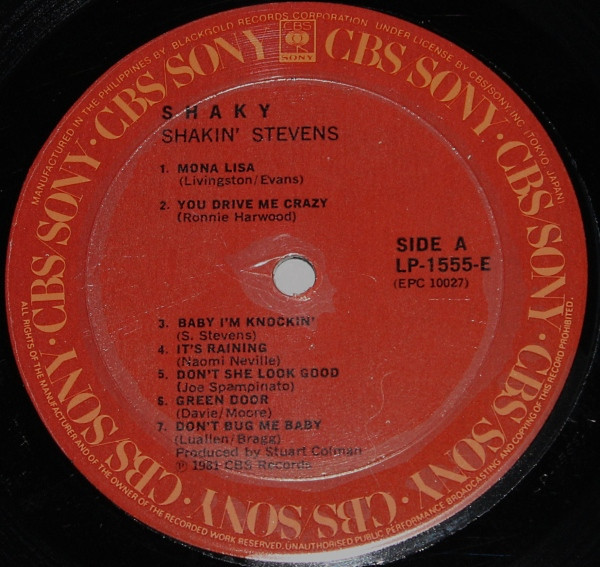 MANUFACTURED IN THE PHILIPPINES BY BLACKGOLD RECORDS CORPORATION UNDER LICENSE BY CBS/SONY, INC. (TOKYO, JAPAN)
CBS
SONY
CBS/SONY · CBS/SONY · CBS/SONY · CBS/SONY · CBS/SONY · CBS/SONY · CBS/SONY · CBS/SONY
SHAKY
SHAKIN' STEVENS
1. MONA LISA
(Livingston/Evans)
2. YOU DRIVE ME CRAZY
(Ronnie Harwood)
SIDE A
LP-1555-E
(EPC 10027)
3. BABY I'M KNOCKIN'
(S. Stevens)
4. IT'S RAINING
(Naomi Neville)
5. DON'T SHE LOOK GOOD
(Joe Spampinato)
6. GREEN DOOR
(Davie/Moore)
7. DON'T BUG ME BABY
(Luallen/Bragg)
Produced by Stuart Colman
℗ 1981 CBS Records
ALL RIGHTS OF THE MANUFACTURER AND OF THE OWNER OF THE RECORDED WORK RESERVED. UNAUTHORISED PUBLIC PERFORMANCE BROADCASTING AND COPYING OF THIS RECORD PROHIBITED.